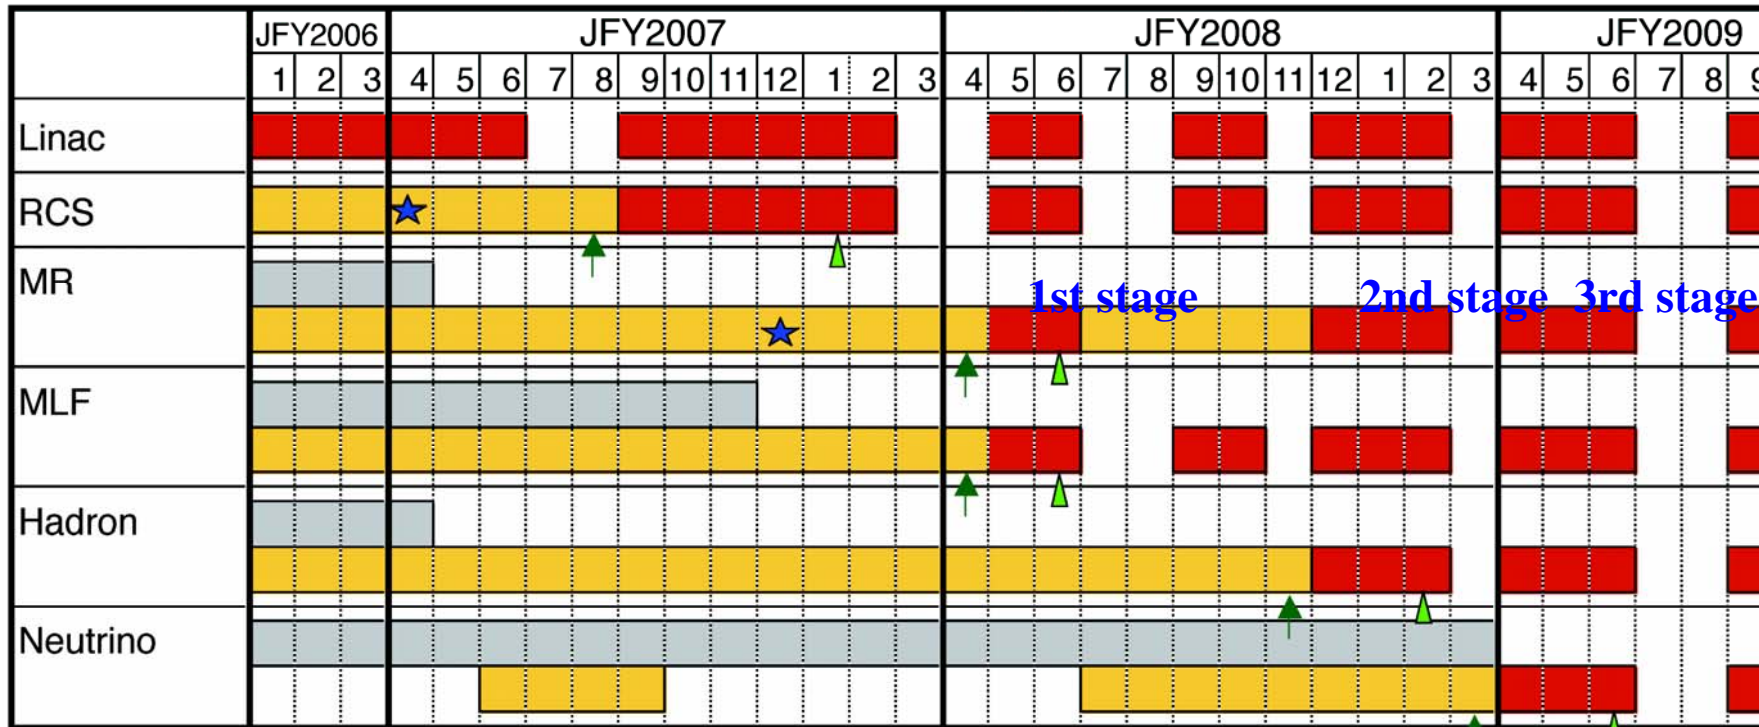 JFY2006 JFY2007 JFY2008 JFY2009
1 2 3 4 5 6 7 8 9 10 11 12 1 2 3 4 5 6 7 8 9 10 11 12 1 2 3 4 5 6 7 8 9
Linac
RCS
MR
1st stage 2nd stage 3rd stage
MLF
Hadron
Neutrino